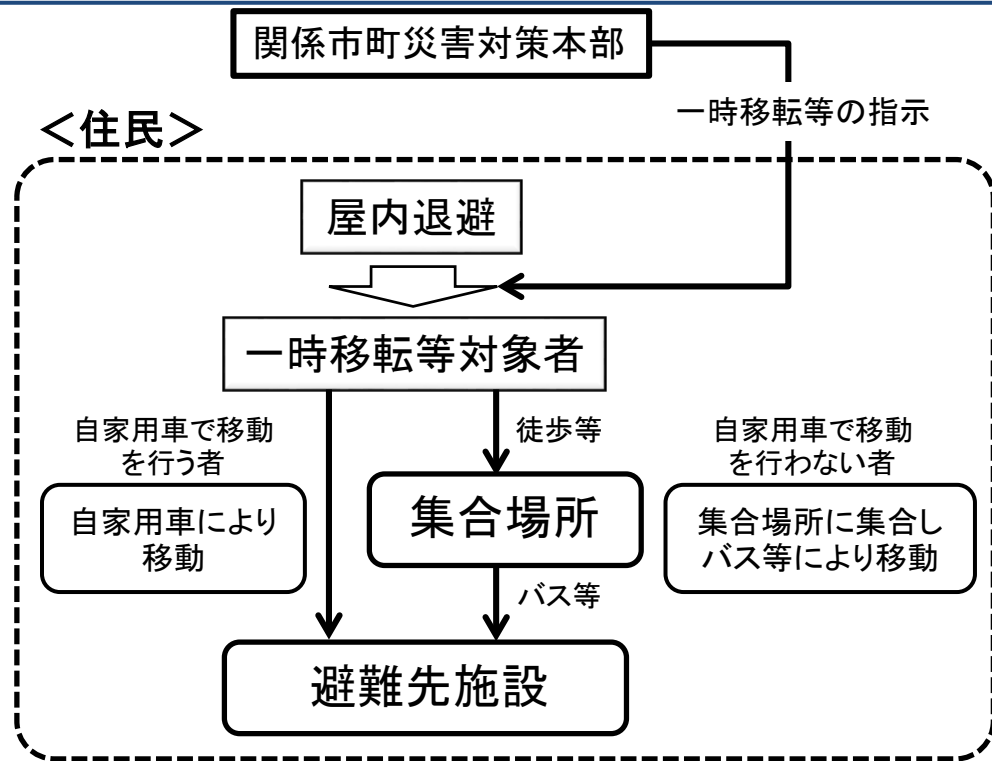 関係市町災害対策本部
一時移転等の指示
＜住民＞
屋内退避
一時移転等対象者
自家用車で移動
を行う者
徒歩等
自家用車で移動
を行わない者
自家用車により
移動
集合場所
集合場所に集合し
バス等により移動
バス等
避難先施設